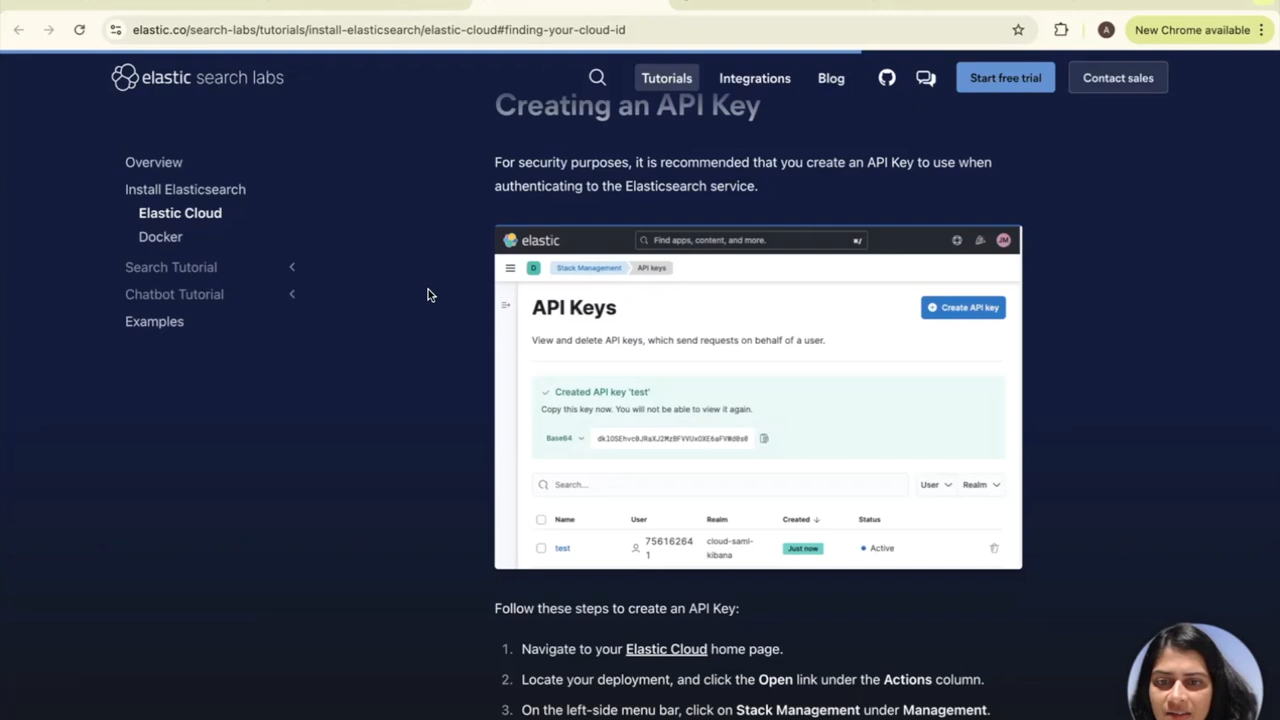 elastic.co/search-labs/tutorials/install-elasticsearch/elastic-cloud#finding-your-cloud-id
A
New Chrome available
elastic search labs
Tutorials
Integrations
Blog
Start free trial
Contact sales
Creating an API Key
Overview
Install Elasticsearch
Elastic Cloud
Docker
Search Tutorial
Chatbot Tutorial
Examples
For security purposes, it is recommended that you create an API Key to use when
authenticating to the Elasticsearch service.
elastic
Find apps, content, and more.
JM
D
Stack Management
API keys
API Keys
Create API key
View and delete API keys, which send requests on behalf of a user.
Created API key 'test'
Copy this key now. You will not be able to view it again.
Base64
Search...
User
Realm
Name User Realm Created Status
test
75616264
1
cloud-saml-
kibana
Just now
Active
Follow these steps to create an API Key:
1. Navigate to your Elastic Cloud home page.
2. Locate your deployment, and click the Open link under the Actions column.
3. On the left-side menu bar, click on Stack Management under Management.